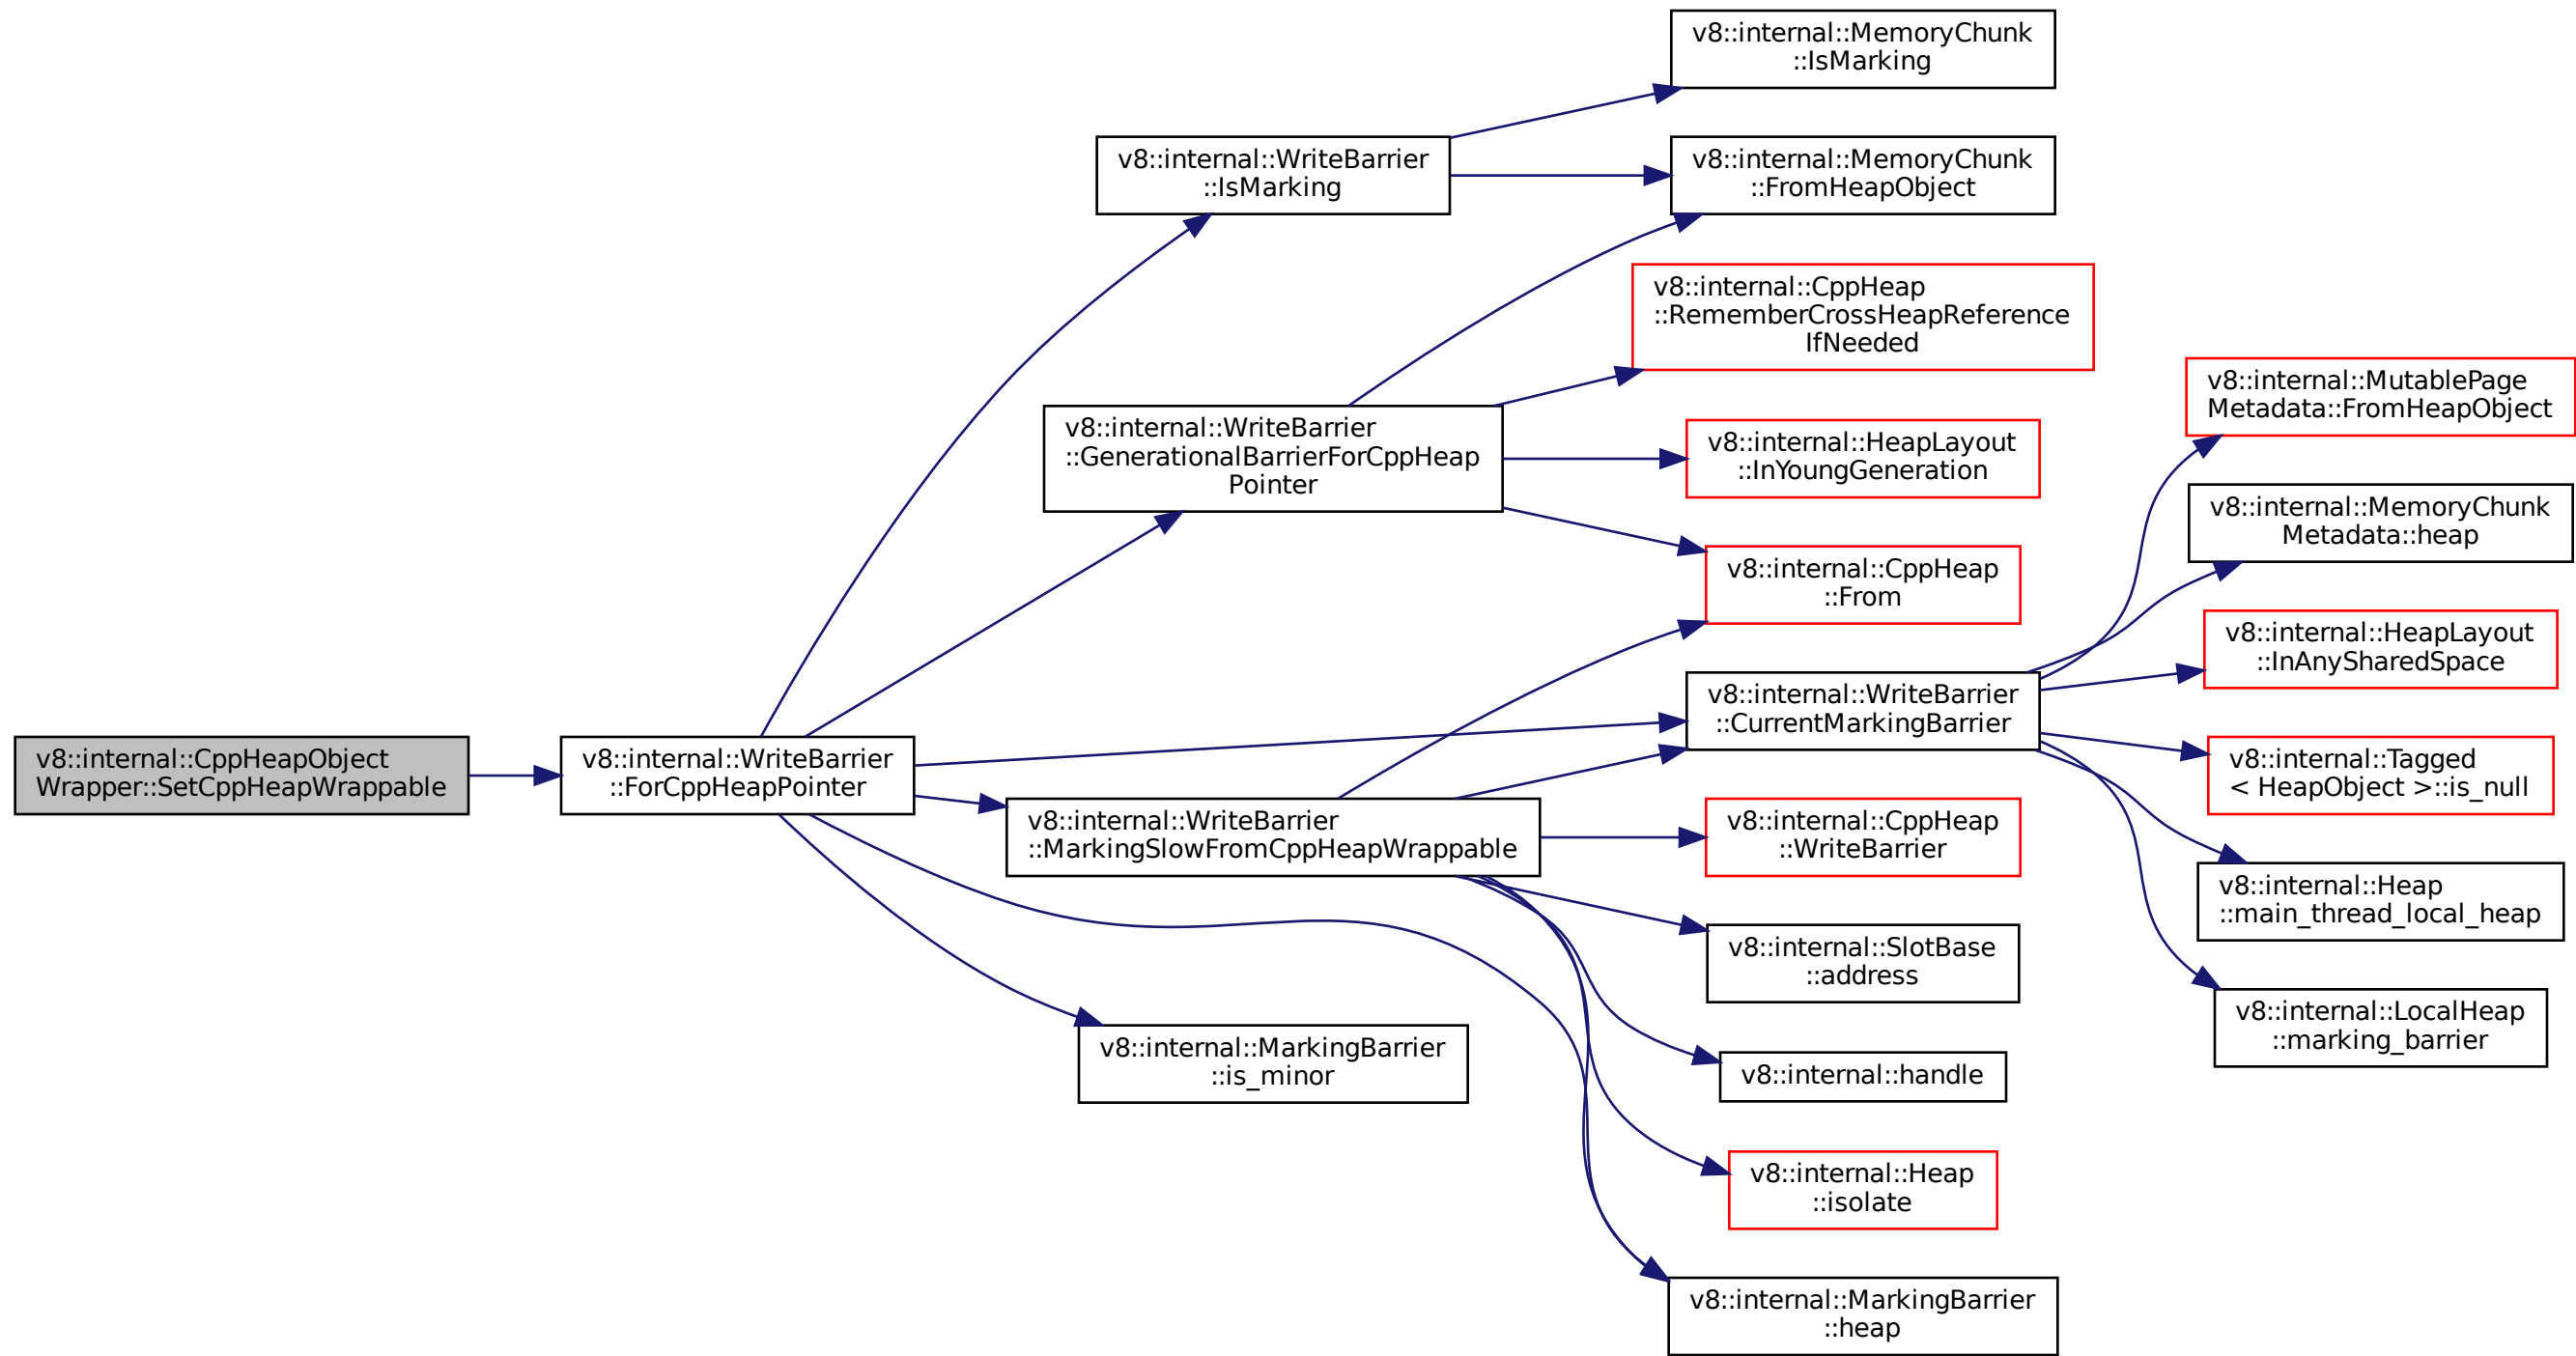 v8::internal::CppHeapObject
Wrapper::SetCppHeapWrappable
v8::internal::WriteBarrier
::ForCppHeapPointer
v8::internal::WriteBarrier
::IsMarking
v8::internal::MemoryChunk
::IsMarking
v8::internal::MemoryChunk
::FromHeapObject
v8::internal::WriteBarrier
::GenerationalBarrierForCppHeap
Pointer
v8::internal::CppHeap
::RememberCrossHeapReference
IfNeeded
v8::internal::HeapLayout
::InYoungGeneration
v8::internal::CppHeap
::From
v8::internal::WriteBarrier
::CurrentMarkingBarrier
v8::internal::MutablePage
Metadata::FromHeapObject
v8::internal::MemoryChunk
Metadata::heap
v8::internal::HeapLayout
::InAnySharedSpace
v8::internal::Tagged
< HeapObject >::is_null
v8::internal::Heap
::main_thread_local_heap
v8::internal::LocalHeap
::marking_barrier
v8::internal::WriteBarrier
::MarkingSlowFromCppHeapWrappable
v8::internal::CppHeap
::WriteBarrier
v8::internal::SlotBase
::address
v8::internal::handle
v8::internal::Heap
::isolate
v8::internal::MarkingBarrier
::heap
v8::internal::MarkingBarrier
::is_minor